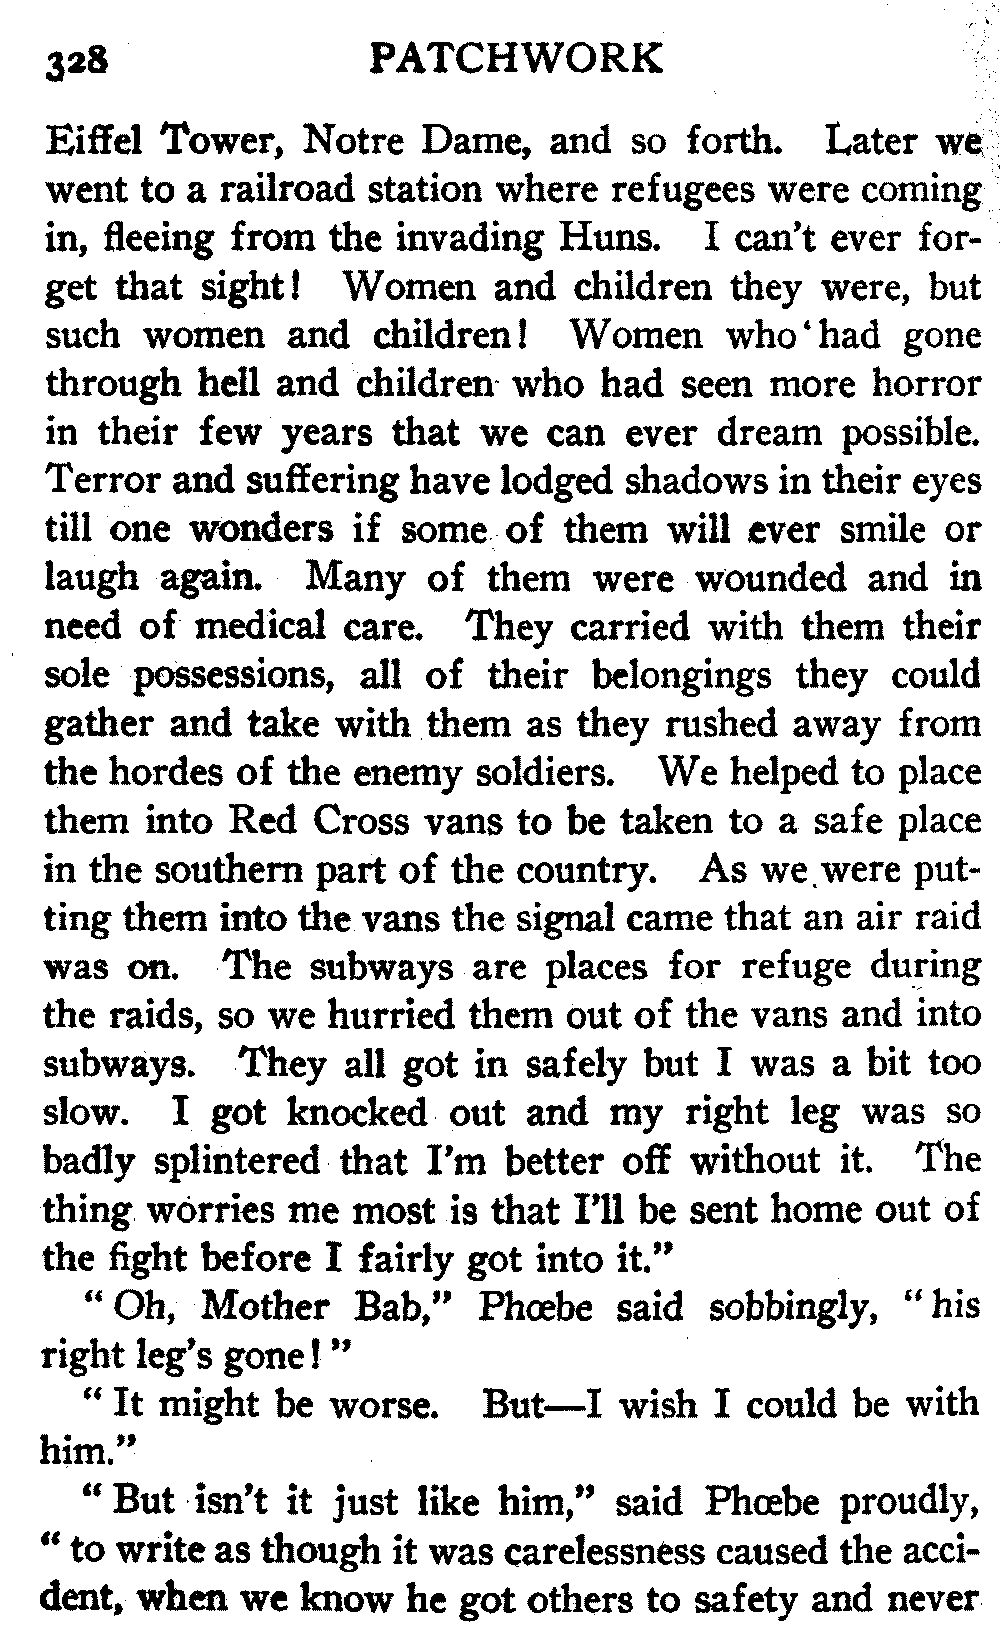 328 PATCHWORK
Eiffel Tower, Notre Dame, and so forth. Later we
went to a railroad station where refugees were coming
in, fleeing from the invading Huns. I can't ever for-
get that sight! Women and children they were, but
such women and children! Women who had gone
through hell and children who had seen more horror
in their few years that we can ever dream possible.
Terror and suffering have lodged shadows in their eyes
till one wonders if some of them will ever smile or
laugh again. Many of them were wounded and in
need of medical care. They carried with them their
sole possessions, all of their belongings they could
gather and take with them as they rushed away from
the hordes of the enemy soldiers. We helped to place
them into Red Cross vans to be taken to a safe place
in the southern part of the country. As we were put-
ting them into the vans the signal came that an air raid
was on. The subways are places for refuge during
the raids, so we hurried them out of the vans and into
subways. They all got in safely but I was a bit too
slow. I got knocked out and my right leg was so
badly splintered that I'm better off without it. The
thing worries me most is that I'll be sent home out of
the fight before I fairly got into it."
"Oh, Mother Bab," Phœbe said sobbingly, "his
right leg's gone!"
"It might be worse. But—I wish I could be with
him."
"But isn't it just like him," said Phœbe proudly,
"to write as though it was carelessness caused the acci-
dent, when we know he got others to safety and never